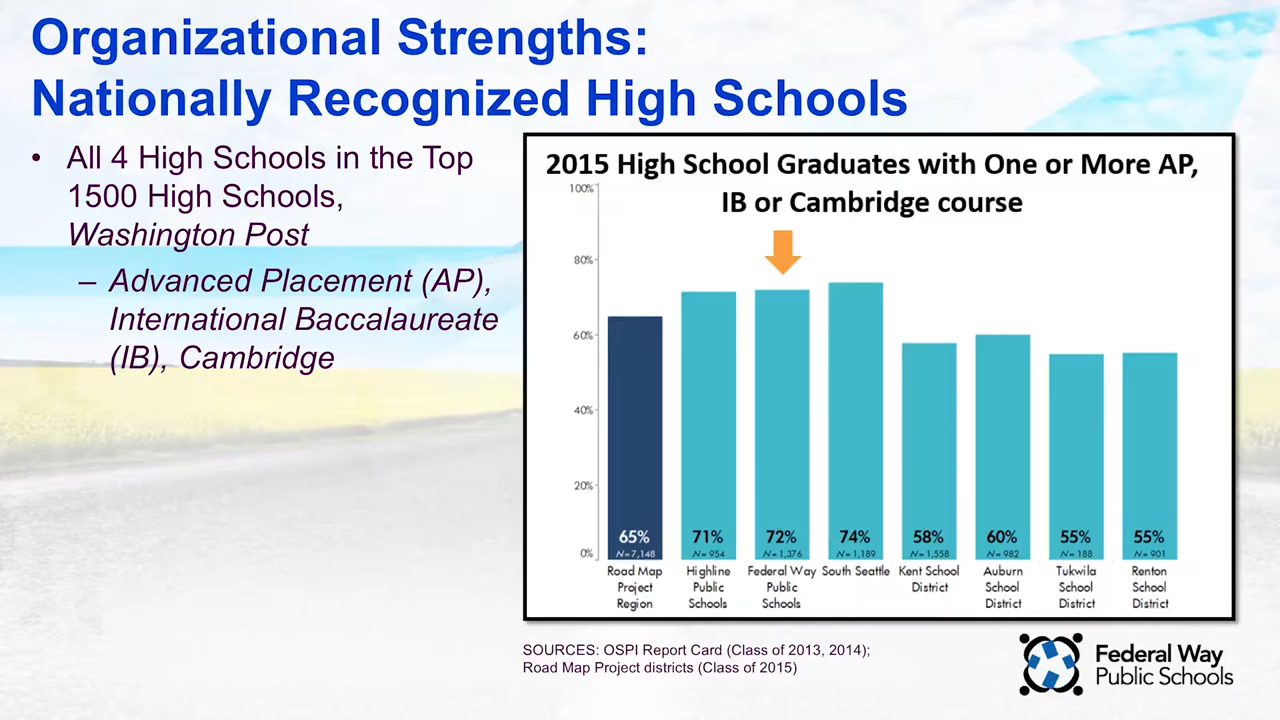 Organizational Strengths:
Nationally Recognized High Schools
• All 4 High Schools in the Top
1500 High Schools,
Washington Post
– Advanced Placement (AP),
International Baccalaureate
(IB), Cambridge
2015 High School Graduates with One or More AP,
IB or Cambridge course
100%
80%
60%
40%
20%
0%
65% 71% 72% 74% 58% 60% 55% 55%
N=7,148 N=954 N=1,376 N=1,189 N=1,558 N=982 N=188 N=901
Road Map Highline Federal Way South Seattle Kent School Auburn Tukwila Renton
Project Public Public District School School School
Region Schools Schools District District District
SOURCES: OSPI Report Card (Class of 2013, 2014);
Road Map Project districts (Class of 2015)
Federal Way
Public Schools